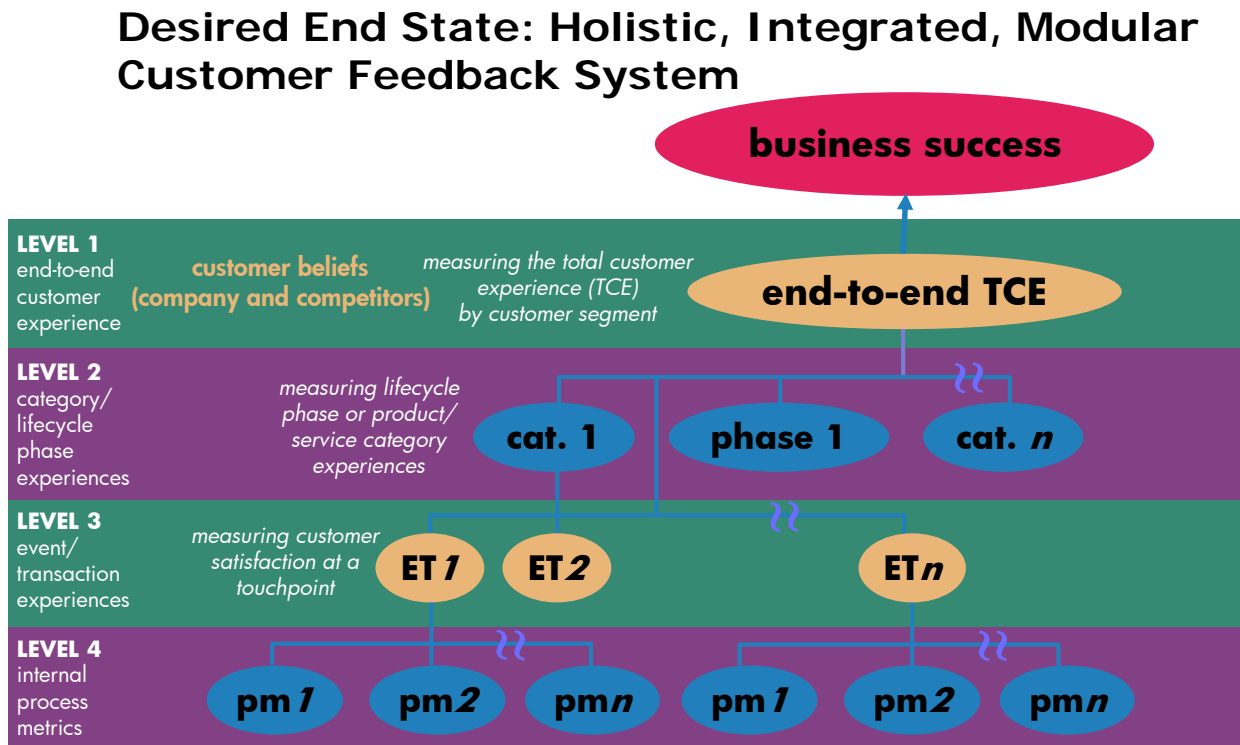 Desired End State: Holistic, Integrated, Modular
Customer Feedback System
business success
LEVEL 1
end-to-end
customer
experience
customer beliefs
(company and competitors)
measuring the total customer
experience (TCE)
by customer segment
end-to-end TCE
LEVEL 2
category/
lifecycle
phase
experiences
measuring lifecycle
phase or product/
service category
experiences
cat. 1
phase 1
cat. n
LEVEL 3
event/
transaction
experiences
measuring customer
satisfaction at a
touchpoint
ET1
ET2
ETn
LEVEL 4
internal
process
metrics
pm1
pm2
pmn
pm1
pm2
pmn